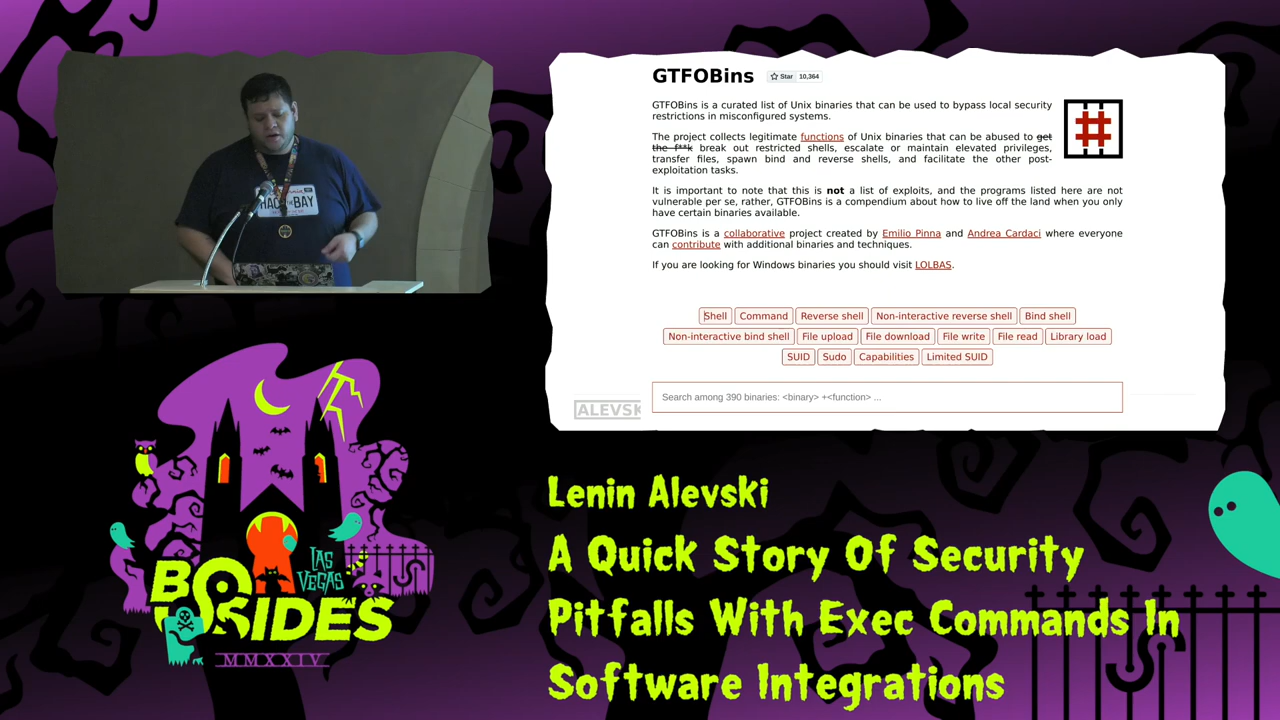 GTFOBins
Star 10,364
GTFOBins is a curated list of Unix binaries that can be used to bypass local security
restrictions in misconfigured systems.
The project collects legitimate functions of Unix binaries that can be abused to get
the f**k break out restricted shells, escalate or maintain elevated privileges,
transfer files, spawn bind and reverse shells, and facilitate the other post-
exploitation tasks.
It is important to note that this is not a list of exploits, and the programs listed here are not
vulnerable per se, rather, GTFOBins is a compendium about how to live off the land when you only
have certain binaries available.
GTFOBins is a collaborative project created by Emilio Pinna and Andrea Cardaci where everyone
can contribute with additional binaries and techniques.
If you are looking for Windows binaries you should visit LOLBAS.
Shell Command Reverse shell Non-interactive reverse shell Bind shell
Non-interactive bind shell File upload File download File write File read Library load
SUID Sudo Capabilities Limited SUID
Search among 390 binaries: <binary> +<function> ...
ALEVSK
HACK THE BAY
LAS
VEGAS
BSIDES
MMXXIV
Lenin Alevski
A Quick Story Of Security
Pitfalls With Exec Commands In
Software Integrations